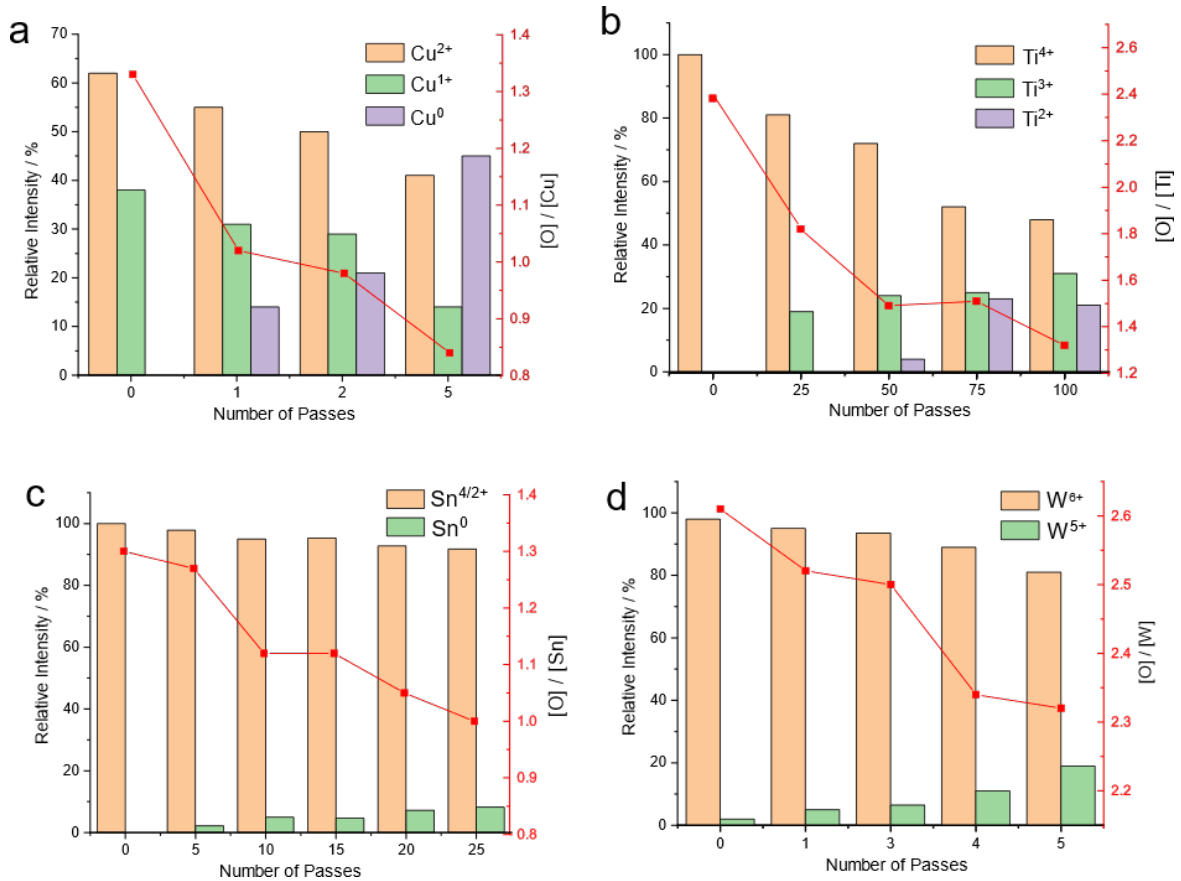 a
70
60
50
40
30
20
10
0
Relative Intensity / %
Cu²⁺
Cu¹⁺
Cu⁰
1.4
1.3
1.2
1.1
1.0
0.9
0.8
[O] / [Cu]
0 1 2 5
Number of Passes
b
100
80
60
40
20
0
Relative Intensity / %
Ti⁴⁺
Ti³⁺
Ti²⁺
2.6
2.4
2.2
2.0
1.8
1.6
1.4
1.2
[O] / [Ti]
0 25 50 75 100
Number of Passes
c
100
80
60
40
20
0
Relative Intensity / %
Sn⁴ᐟ²⁺
Sn⁰
1.4
1.3
1.2
1.1
1.0
0.9
0.8
[O] / [Sn]
0 5 10 15 20 25
Number of Passes
d
100
80
60
40
20
0
Relative Intensity / %
W⁶⁺
W⁵⁺
2.6
2.5
2.4
2.3
2.2
[O] / [W]
0 1 3 4 5
Number of Passes